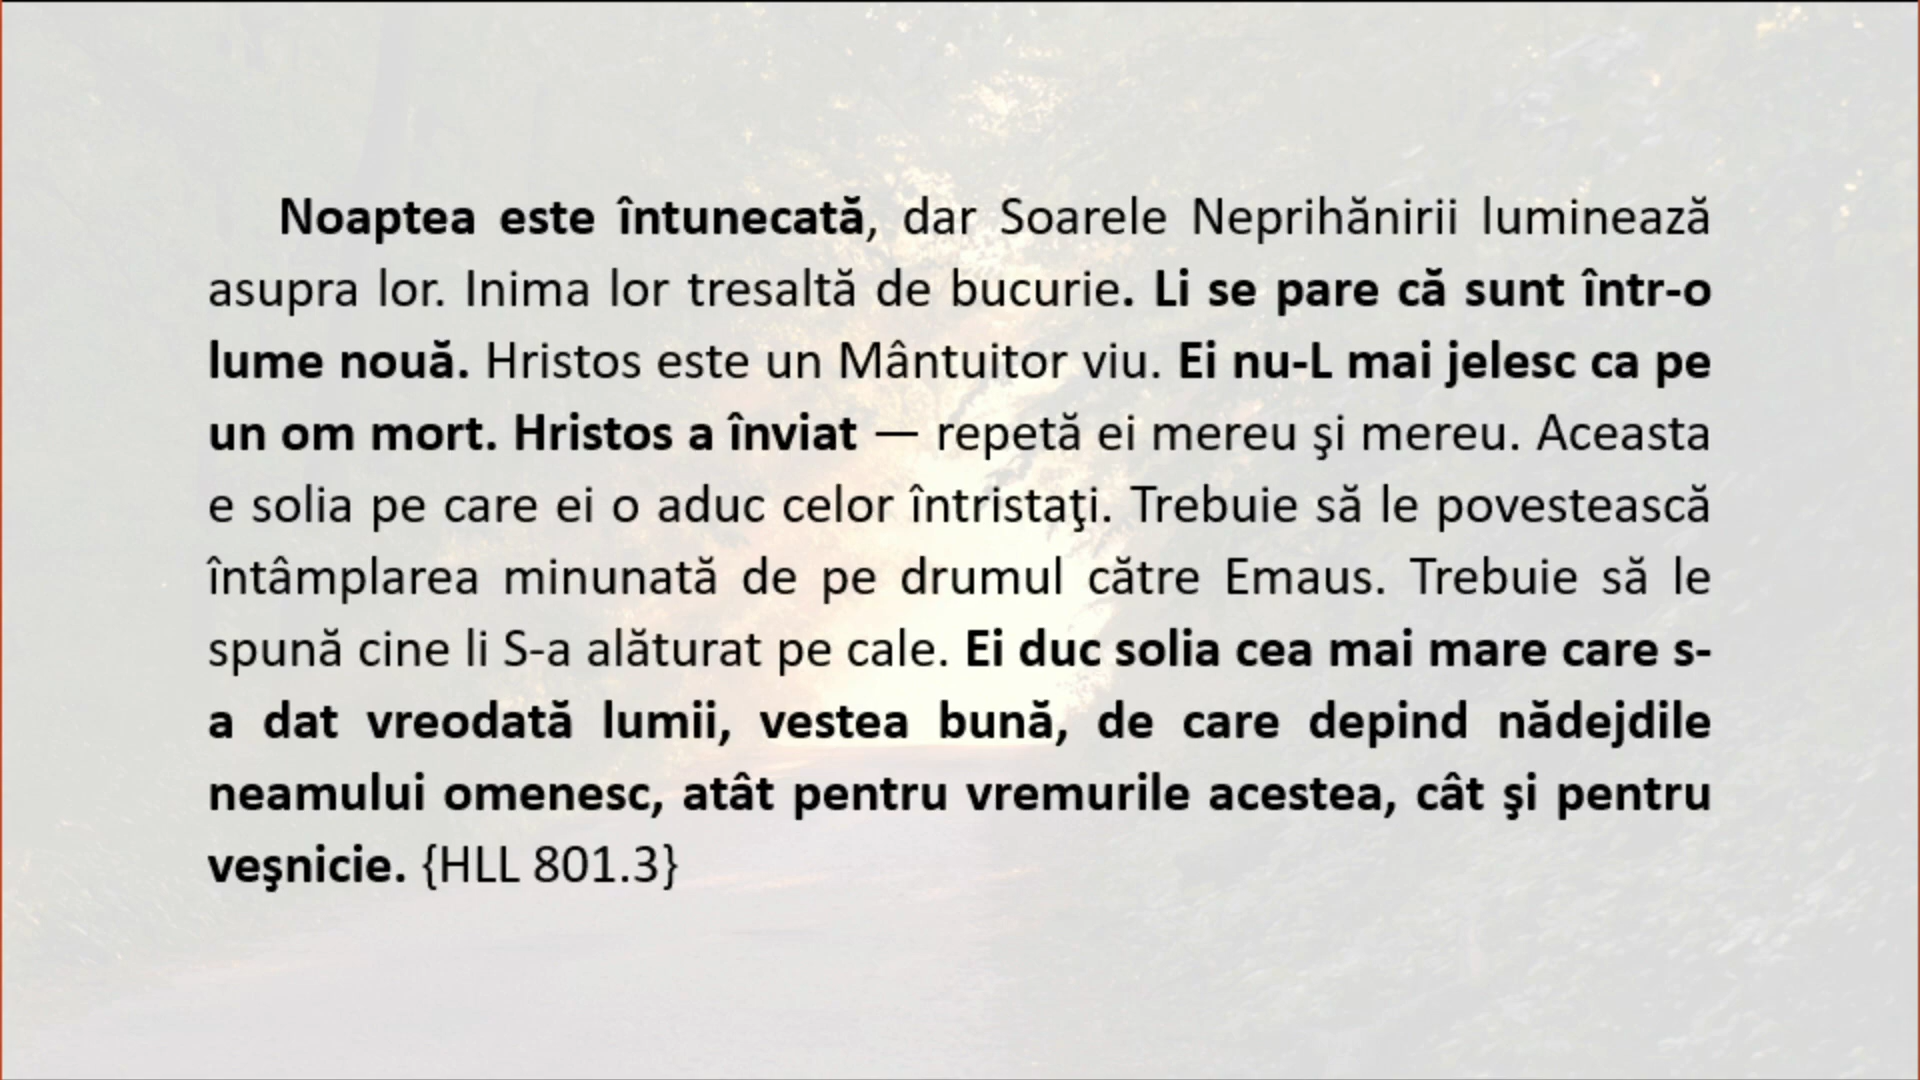 Noaptea este întunecată, dar Soarele Neprihănirii luminează
asupra lor. Inima lor tresaltă de bucurie. Li se pare că sunt într-o
lume nouă. Hristos este un Mântuitor viu. Ei nu-L mai jelesc ca pe
un om mort. Hristos a înviat — repetă ei mereu şi mereu. Aceasta
e solia pe care ei o aduc celor întristaţi. Trebuie să le povestească
întâmplarea minunată de pe drumul către Emaus. Trebuie să le
spună cine li S-a alăturat pe cale. Ei duc solia cea mai mare care s-
a dat vreodată lumii, vestea bună, de care depind nădejdile
neamului omenesc, atât pentru vremurile acestea, cât şi pentru
veşnicie. {HLL 801.3}